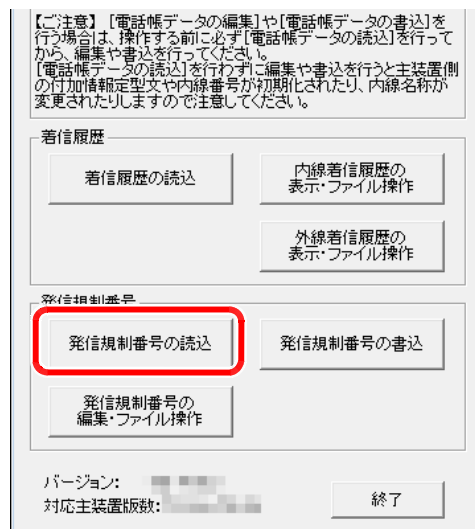 【ご注意】 [電話帳データの編集]や[電話帳データの書込]を
行う場合は、操作する前に必ず[電話帳データの読込]を行って
から、編集や書込を行ってください。
[電話帳データの読込]を行わずに編集や書込を行うと主装置側
の付加情報定型文や内線番号が初期化されたり、内線名称が
変更されたりしますので注意してください。
着信履歴
着信履歴の読込
内線着信履歴の
表示・ファイル操作
外線着信履歴の
表示・ファイル操作
発信規制番号
発信規制番号の読込
発信規制番号の書込
発信規制番号の
編集・ファイル操作
バージョン:
対応主装置版数:
終了